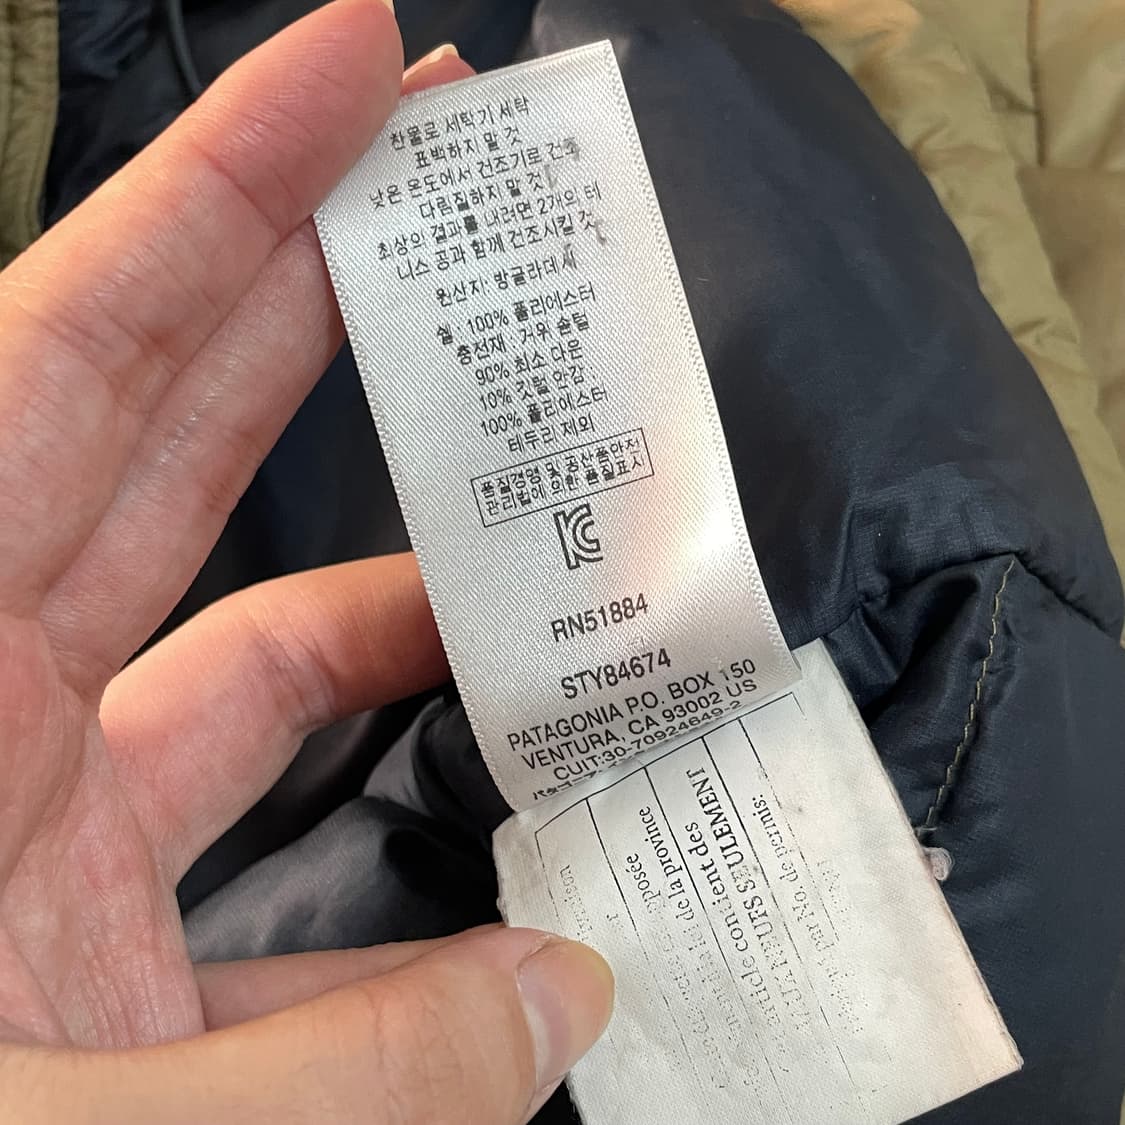 찬물로 세탁기 세탁
표백하지 말 것
낮은 온도에서 건조기로 건조
다림질하지 말 것
최상의 결과를 내려면 2개의 테
니스 공과 함께 건조시킬 것
원산지: 방글라데시
쉘: 100% 폴리에스터
충전재: 거위 솜털
90% 최소 다운
10% 깃털 안감
100% 폴리에스터
테두리 제외
품질경영 및 공산품안전
관리법에 의한 품질표시
RN51884
STY84674
PATAGONIA P.O. BOX 150
VENTURA, CA 93002 US
CUIT:30-70924649-2
de la province
contient des
NEUFS SEULEMENT
par No. de permis: